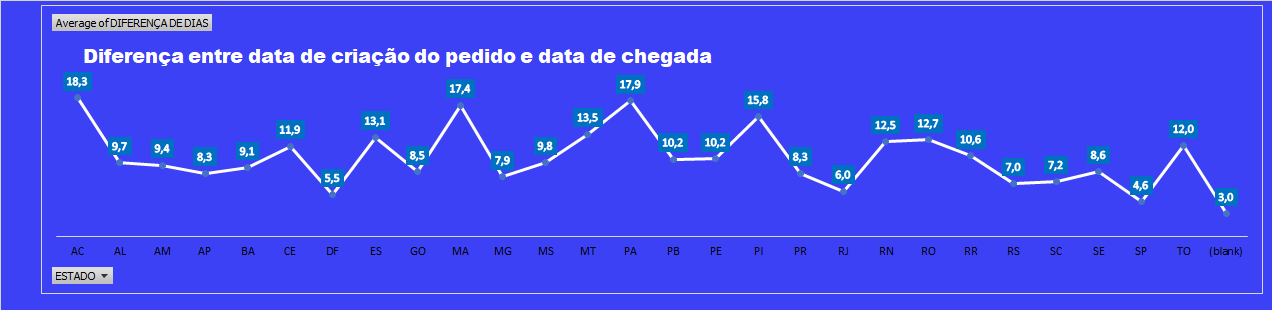 Average of DIFERENÇA DE DIAS
Diferença entre data de criação do pedido e data de chegada
18,3 9,7 9,4 8,3 9,1 11,9 5,5 13,1 8,5 17,4 7,9 9,8 13,5 17,9 10,2 10,2 15,8 8,3 6,0 12,5 12,7 10,6 7,0 7,2 8,6 4,6 12,0 3,0
AC AL AM AP BA CE DF ES GO MA MG MS MT PA PB PE PI PR RJ RN RO RR RS SC SE SP TO (blank)
ESTADO